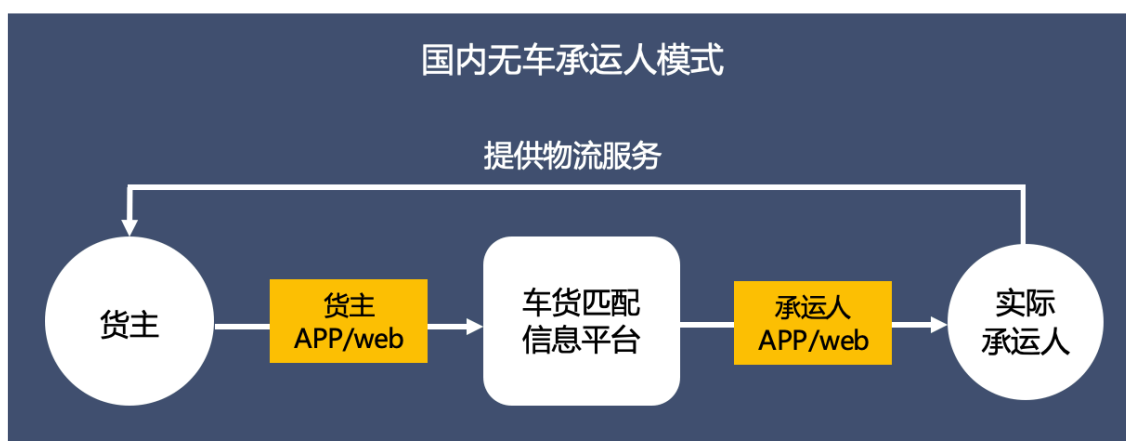 国内无车承运人模式
提供物流服务
货主
货主
APP/web
车货匹配
信息平台
承运人
APP/web
实际
承运人